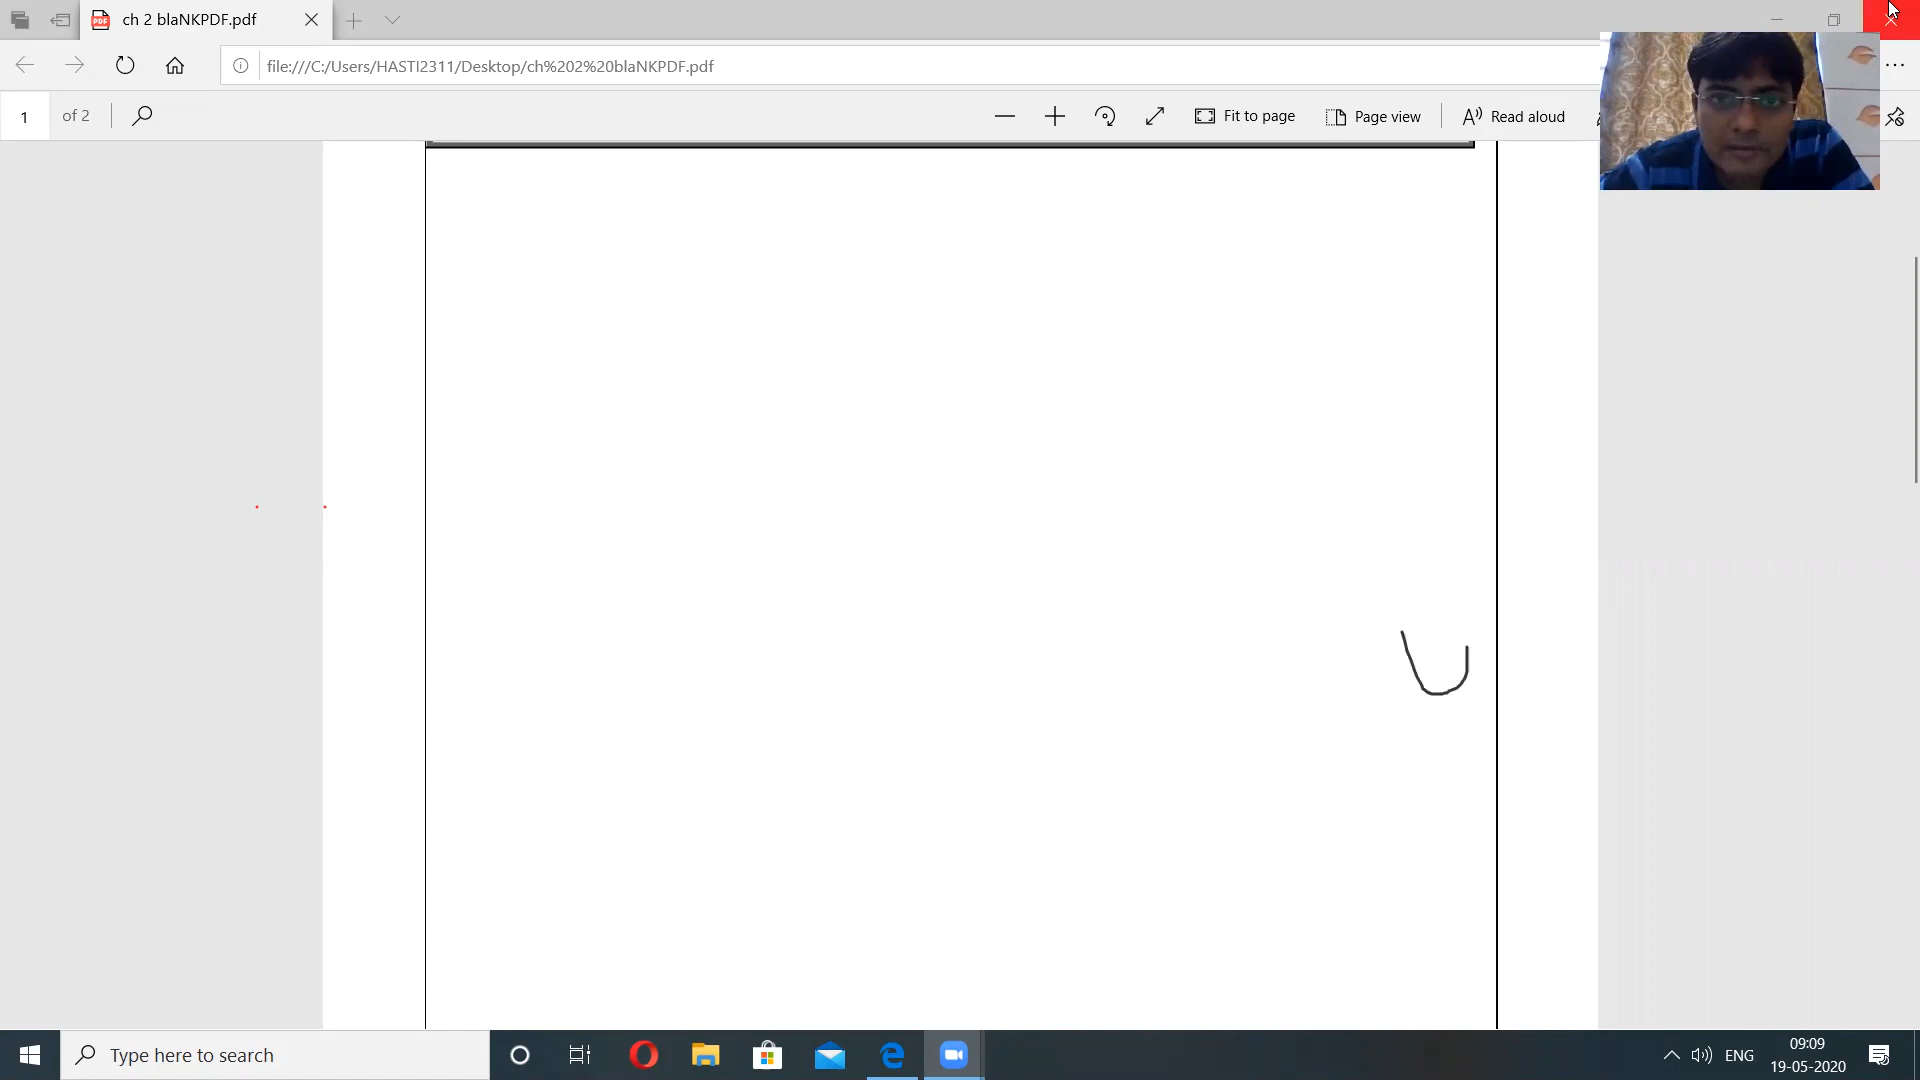 ch 2 blaNKPDF.pdf
file:///C:/Users/HASTI2311/Desktop/ch%202%20blaNKPDF.pdf
1 of 2 Fit to page Page view Read aloud
U
Type here to search
ENG
09:09
19-05-2020